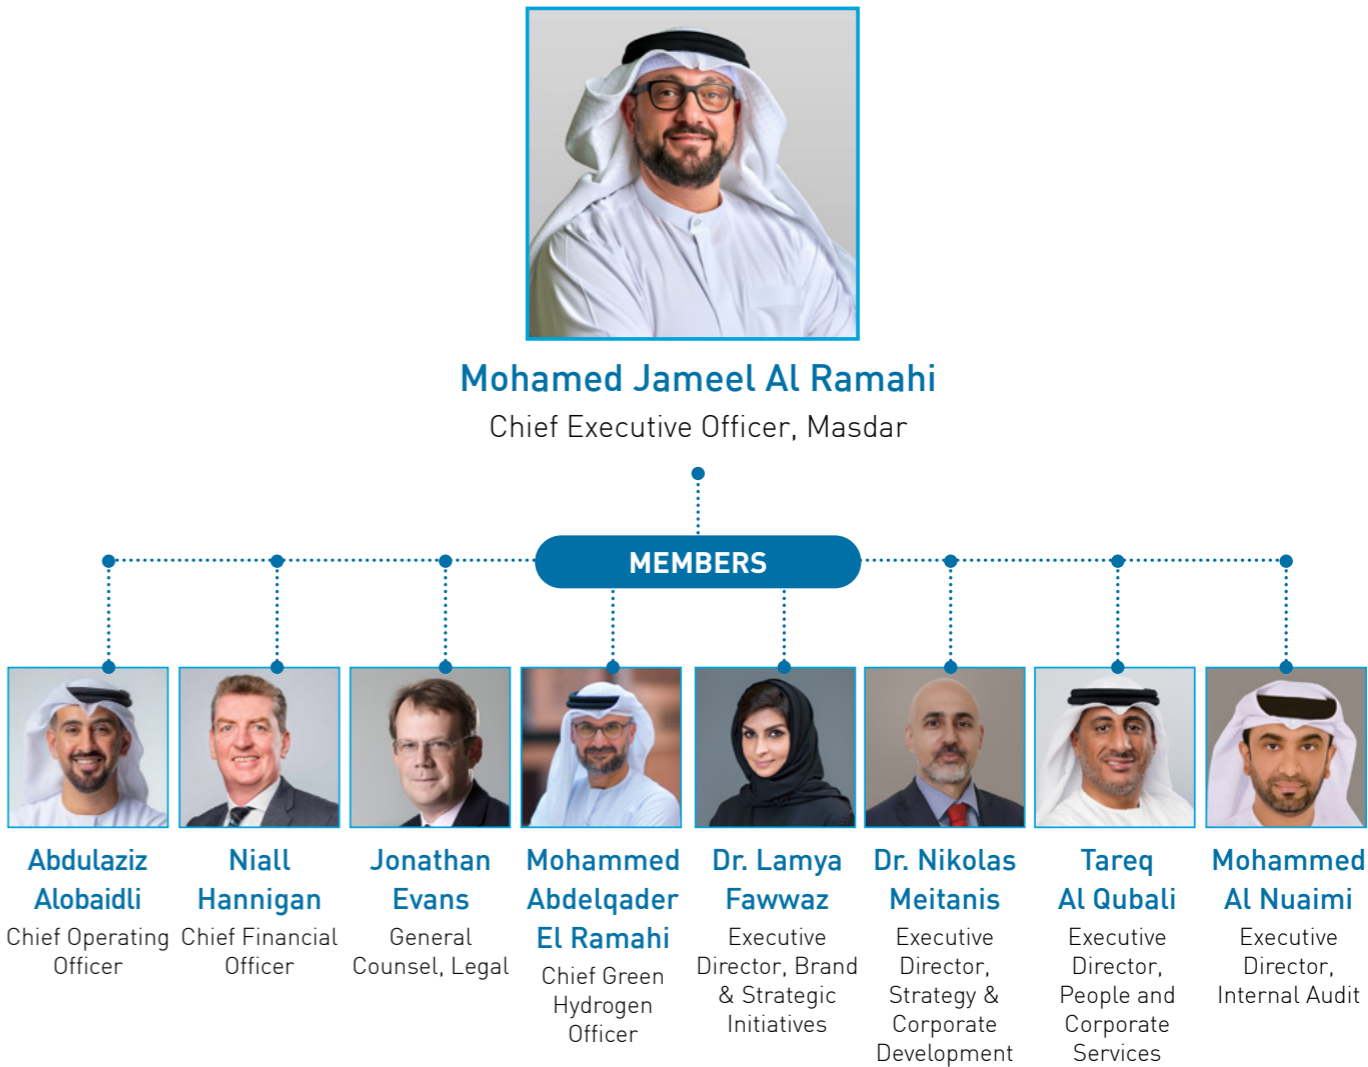 Mohamed Jameel Al Ramahi
Chief Executive Officer, Masdar
MEMBERS
Abdulaziz
Alobaidli
Chief Operating
Officer
Niall
Hannigan
Chief Financial
Officer
Jonathan
Evans
General
Counsel, Legal
Mohammed
Abdelqader
El Ramahi
Chief Green
Hydrogen
Officer
Dr. Lamya
Fawwaz
Executive
Director, Brand
& Strategic
Initiatives
Dr. Nikolas
Meitanis
Executive
Director,
Strategy &
Corporate
Development
Tareq
Al Qubali
Executive
Director,
People and
Corporate
Services
Mohammed
Al Nuaimi
Executive
Director,
Internal Audit